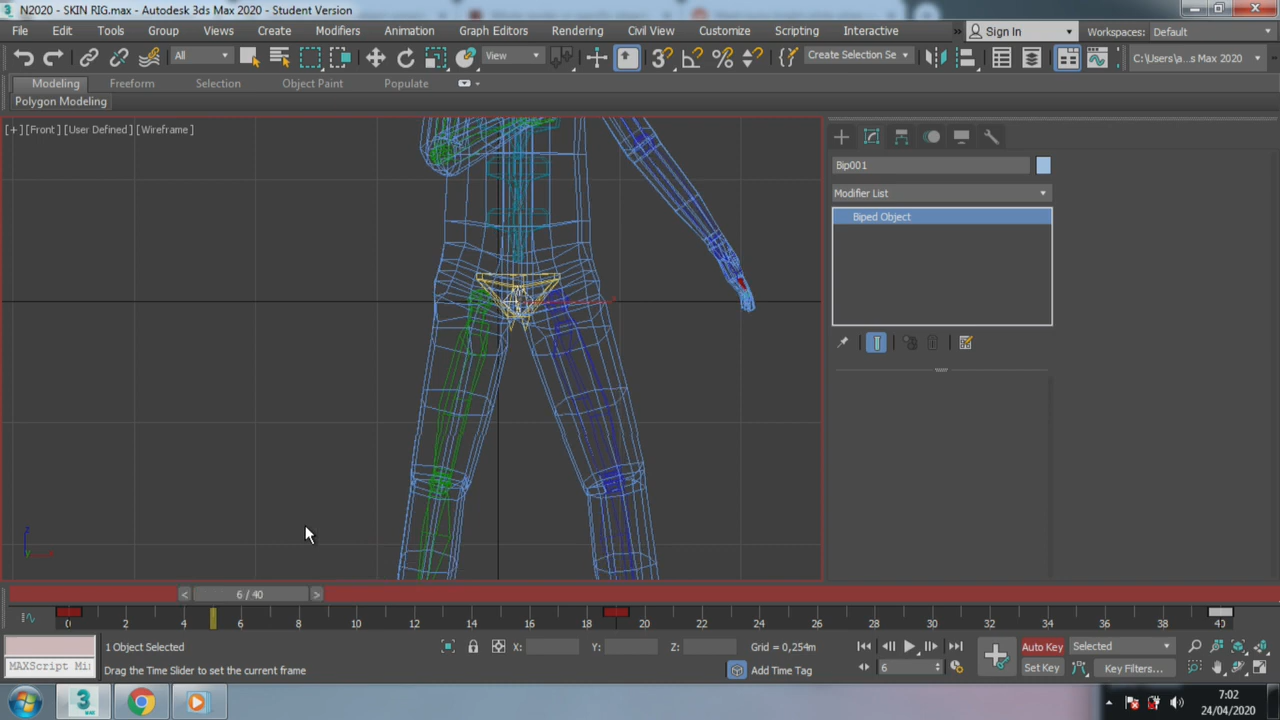 N2020 - SKIN RIG.max - Autodesk 3ds Max 2020 - Student Version
File Edit Tools Group Views Create Modifiers Animation Graph Editors Rendering Civil View Customize Scripting Interactive » Sign In Workspaces: Default
All View Create Selection Se C:\Users\a...s Max 2020
Modeling Freeform Selection Object Paint Populate
Polygon Modeling
[+] [Front] [User Defined] [Wireframe]
Bip001
Modifier List
Biped Object
< 6 / 40 >
0 2 4 6 8 10 12 14 16 18 20 22 24 26 28 30 32 34 36 38 40
1 Object Selected X: Y: Z: Grid = 0,254m Auto Key Selected
MAXScript Mi Drag the Time Slider to set the current frame Add Time Tag 6 Set Key Key Filters...
7:02
24/04/2020